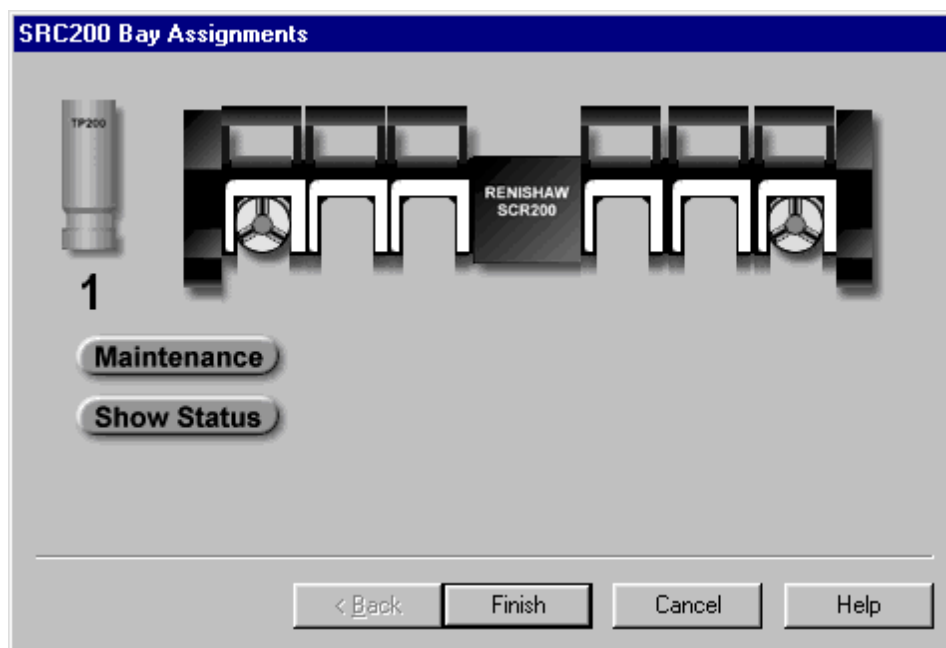 SRC200 Bay Assignments
TP200
RENISHAW
SCR200
1
Maintenance
Show Status
< Back
Finish
Cancel
Help